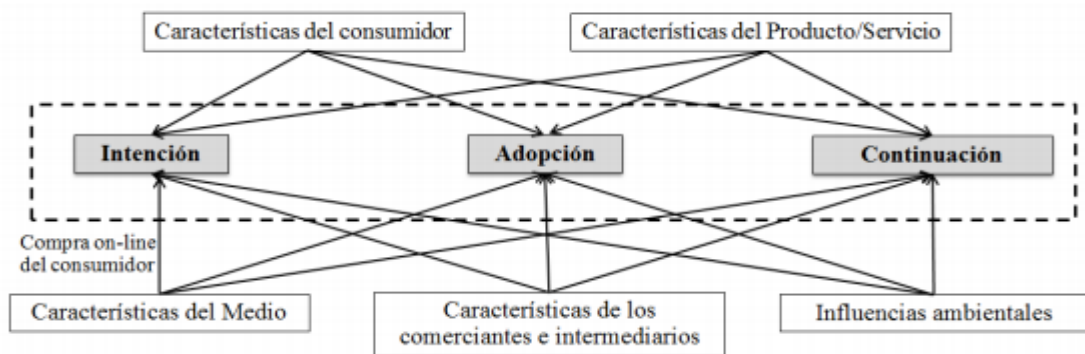 Características del consumidor
Características del Producto/Servicio
Intención
Adopción
Continuación
Compra on-line
del consumidor
Características del Medio
Características de los
comerciantes e intermediarios
Influencias ambientales